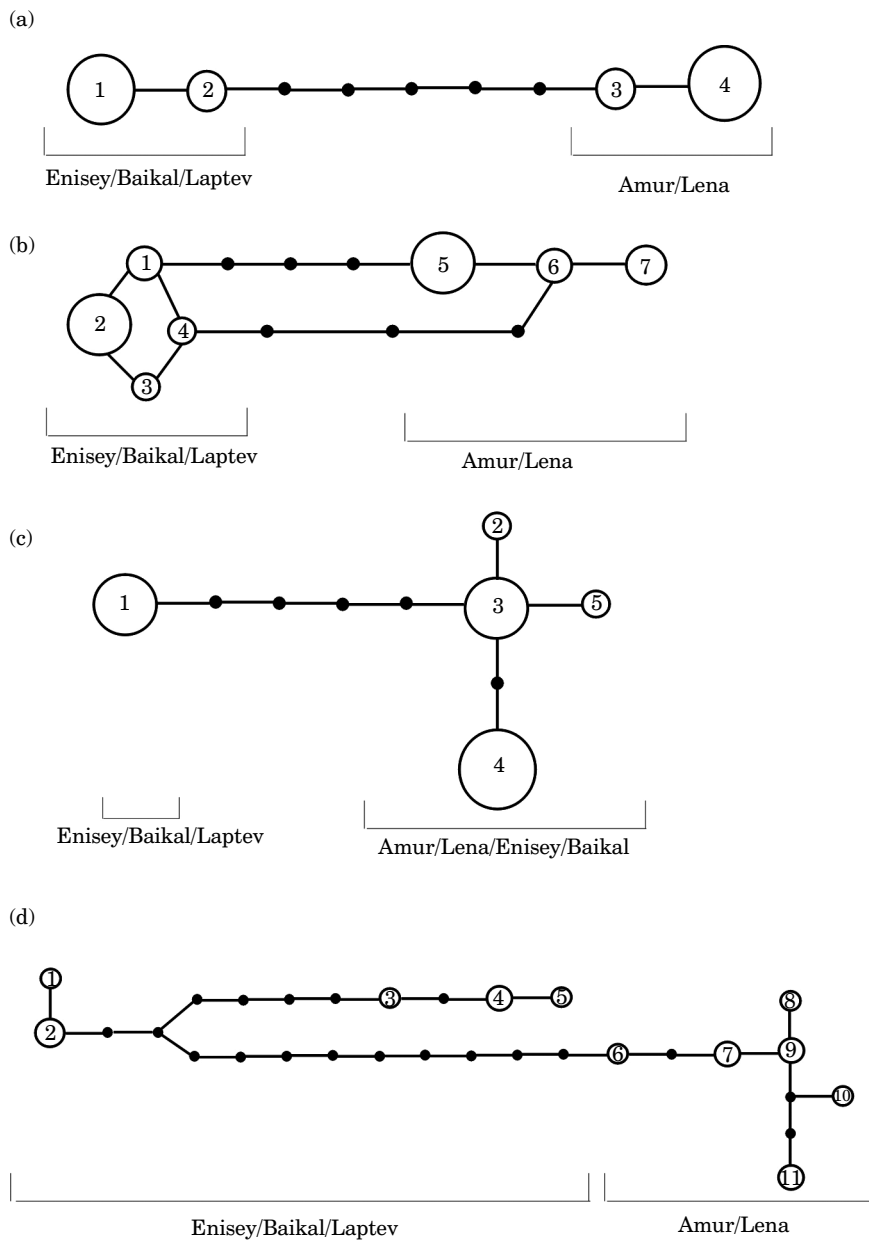 (a)
1 2 3 4
Enisey/Baikal/Laptev
Amur/Lena
(b)
1 5 6 7
2 4
3
Enisey/Baikal/Laptev
Amur/Lena
(c)
2
1 3 5
4
Enisey/Baikal/Laptev
Amur/Lena/Enisey/Baikal
(d)
1 3 4 5 8
2
6 7 9
10
11
Enisey/Baikal/Laptev
Amur/Lena